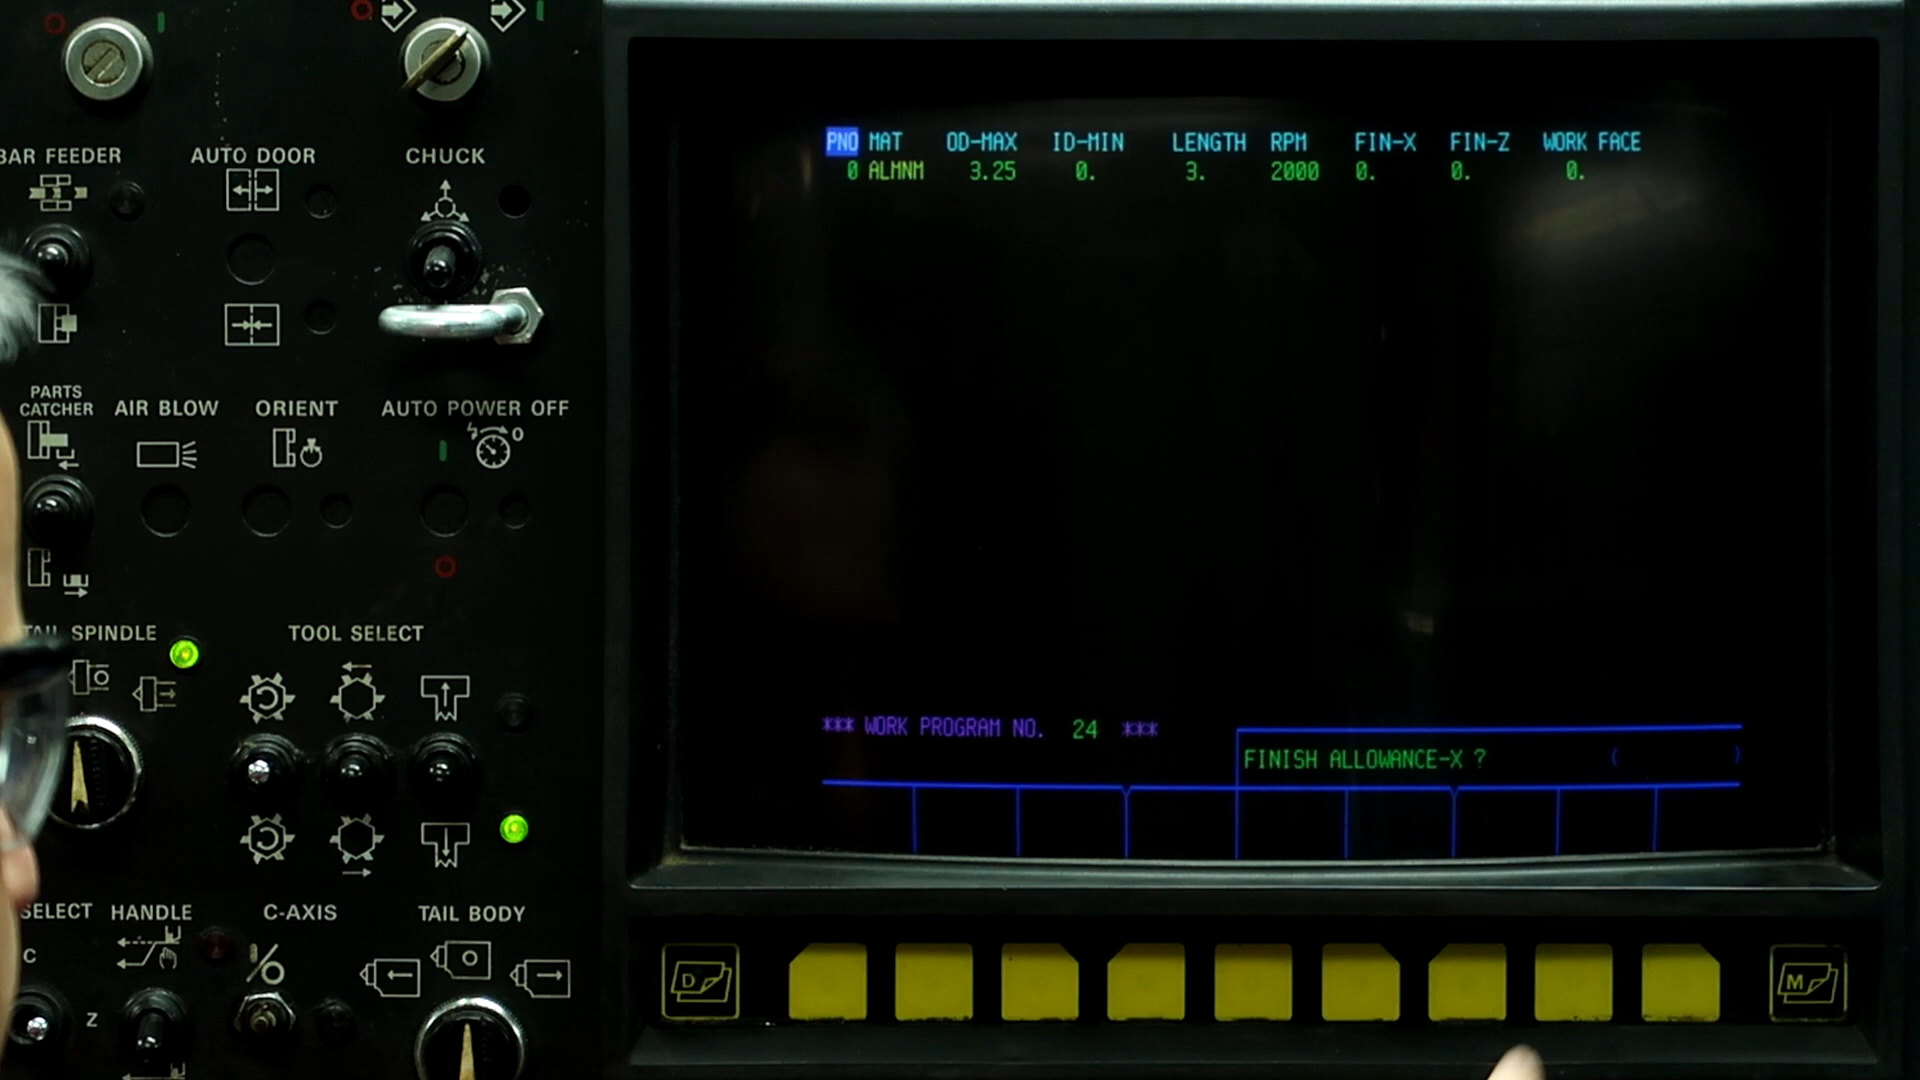 BAR FEEDER AUTO DOOR CHUCK
PARTS
CATCHER AIR BLOW ORIENT AUTO POWER OFF
TAIL SPINDLE TOOL SELECT
SELECT HANDLE C-AXIS TAIL BODY
C
Z
PNO MAT OD-MAX ID-MIN LENGTH RPM FIN-X FIN-Z WORK FACE
0 ALMNM 3.25 0. 3. 2000 0. 0. 0.
*** WORK PROGRAM NO. 24 ***
FINISH ALLOWANCE-X ? ( )
D
M